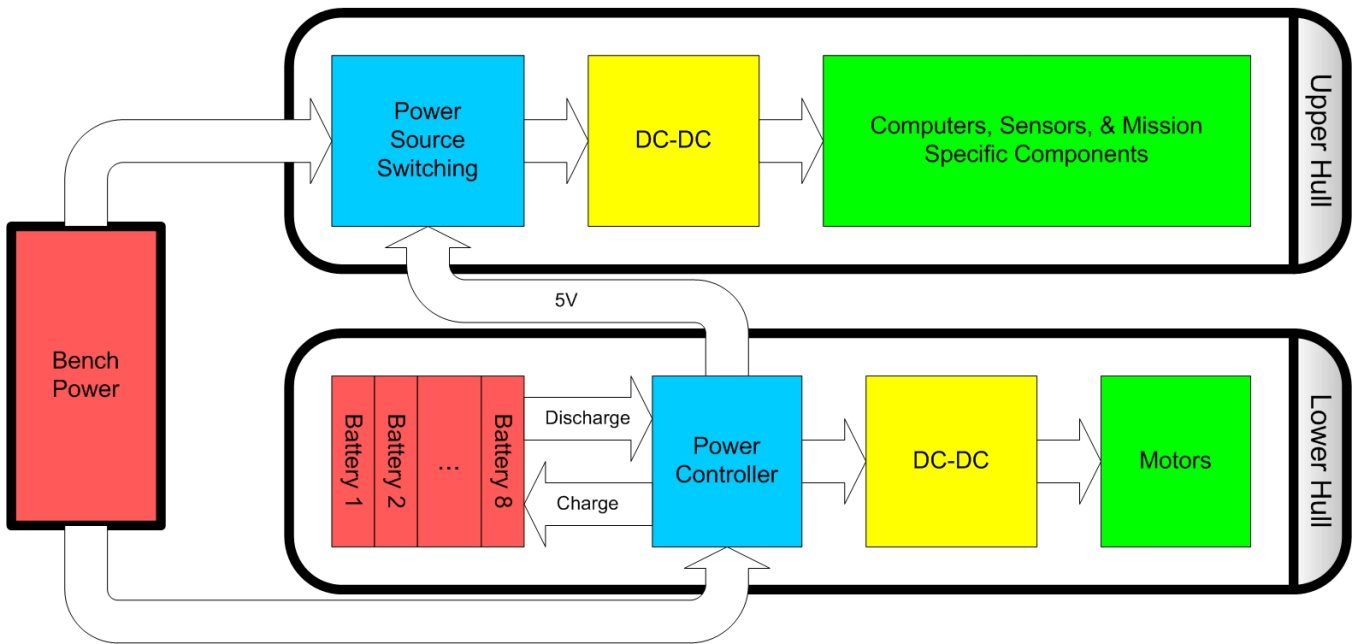 Power
Source
Switching
DC-DC
Computers, Sensors, & Mission
Specific Components
Upper Hull
5V
Bench
Power
Battery 1
Battery 2
...
Battery 8
Discharge
Charge
Power
Controller
DC-DC
Motors
Lower Hull